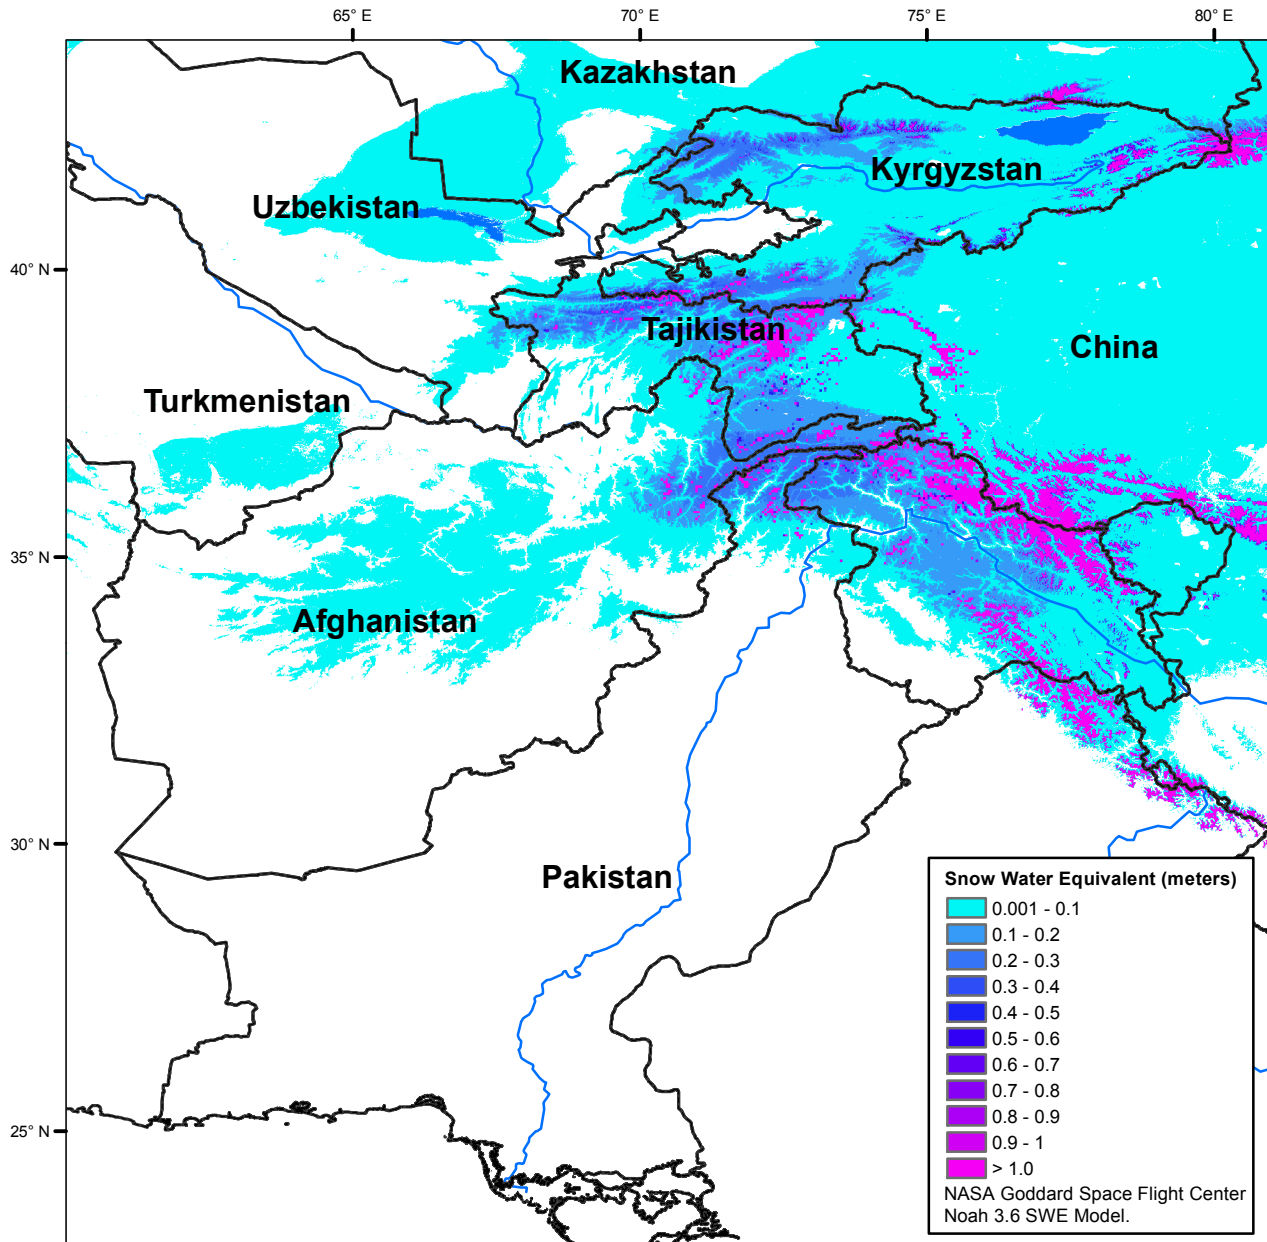 65° E
70° E
75° E
80° E
Kazakhstan
Kyrgyzstan
Uzbekistan
40° N
Tajikistan
China
Turkmenistan
35° N
Afghanistan
30° N
Pakistan
25° N
Snow Water Equivalent (meters)
0.001 - 0.1
0.1 - 0.2
0.2 - 0.3
0.3 - 0.4
0.4 - 0.5
0.5 - 0.6
0.6 - 0.7
0.7 - 0.8
0.8 - 0.9
0.9 - 1
> 1.0
NASA Goddard Space Flight Center
Noah 3.6 SWE Model.